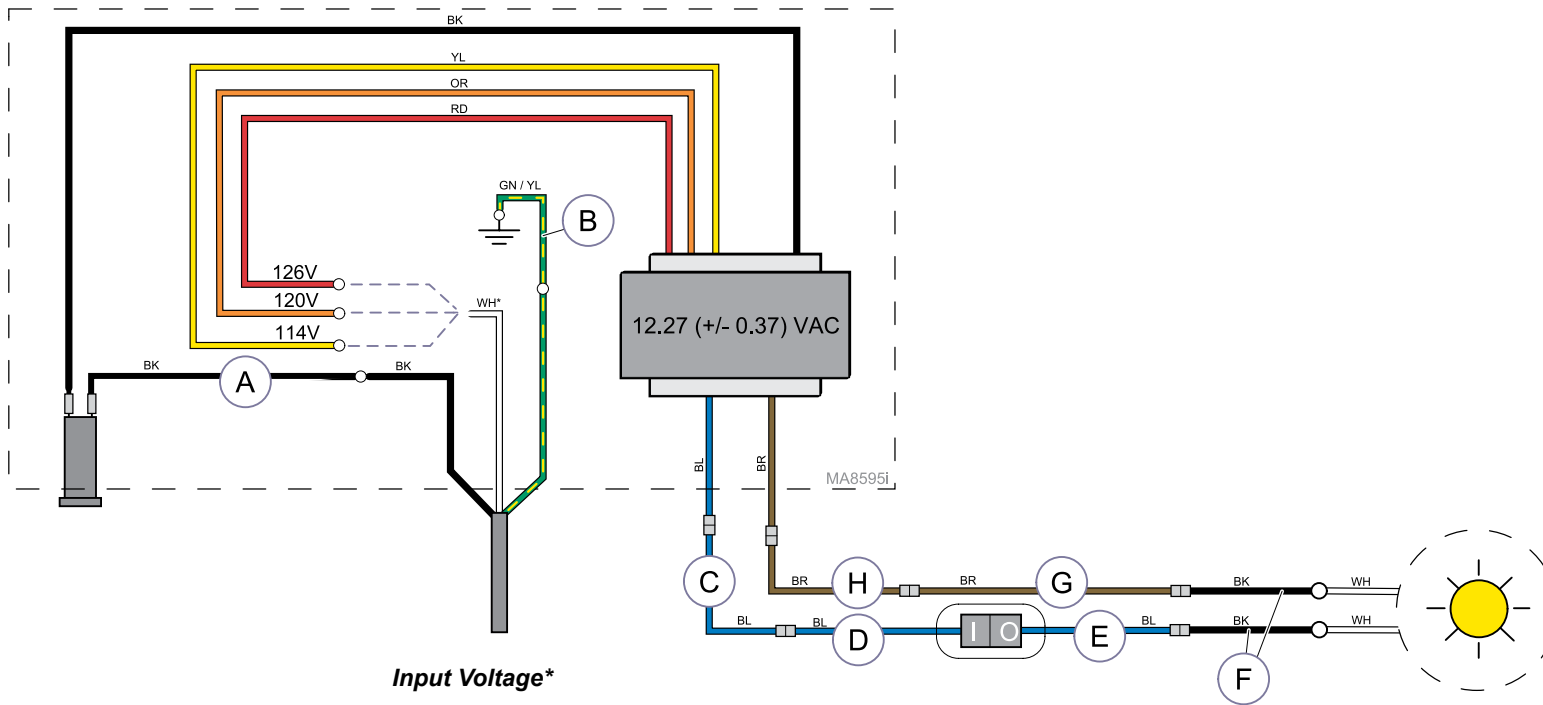 BK
YL
OR
RD
GN / YL
B
126V
120V
114V
WH*
12.27 (+/- 0.37) VAC
BK
A
BK
BL
BR
MA8595i
C
BR
H
BR
G
BK
WH
BL
BL
D
I O
E
BL
BK
WH
F
Input Voltage*